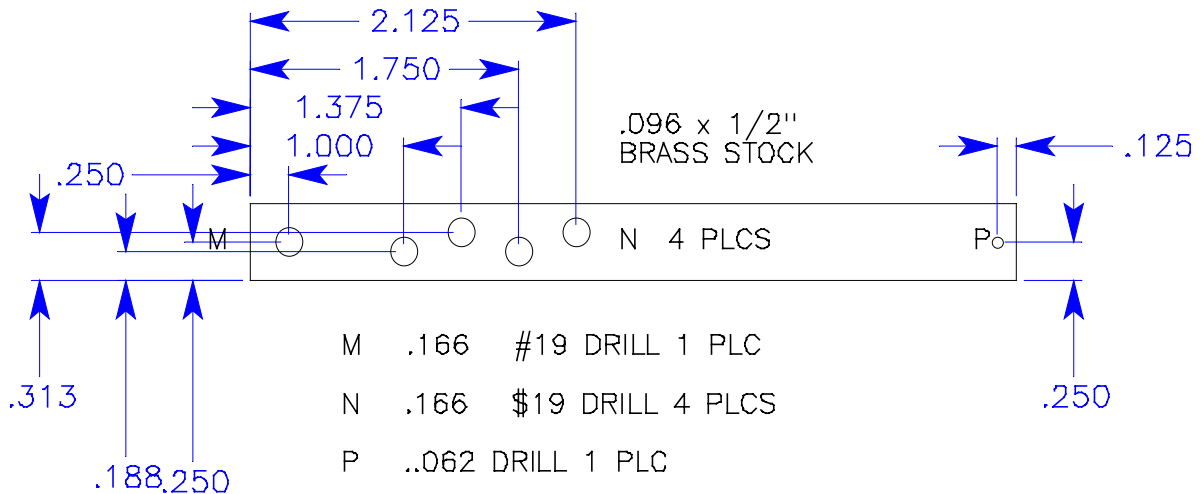 2.125
1.750
1.375
1.000
.250
.096 x 1/2"
BRASS STOCK
.125
M
N 4 PLCS
P
M .166 #19 DRILL 1 PLC
N .166 $19 DRILL 4 PLCS
P ..062 DRILL 1 PLC
.313
.188
.250
.250